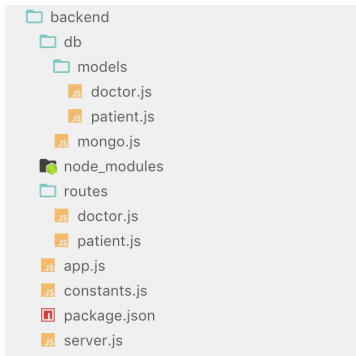 backend
db
models
doctor.js
patient.js
mongo.js
node_modules
routes
doctor.js
patient.js
app.js
constants.js
package.json
server.js